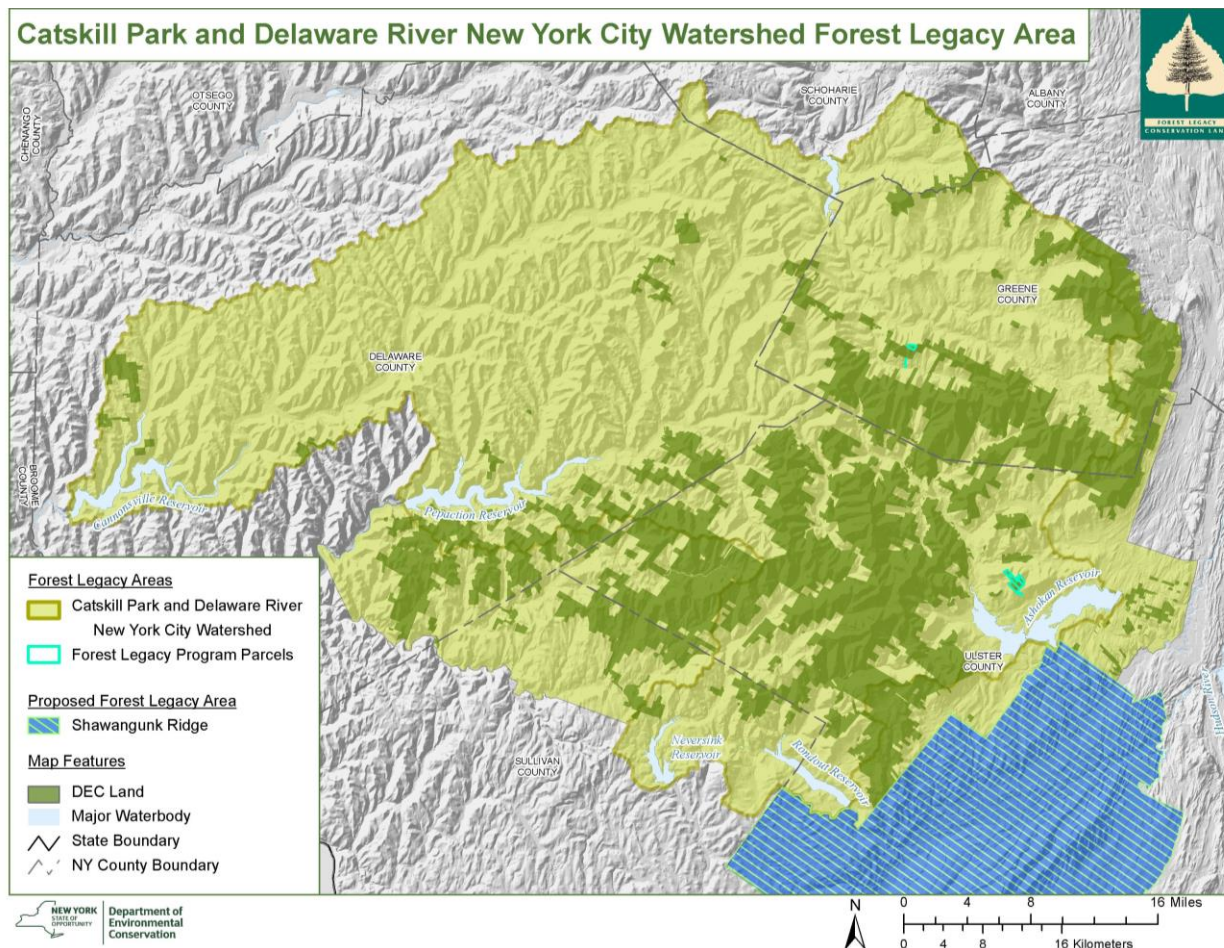 Catskill Park and Delaware River New York City Watershed Forest Legacy Area
FOREST LEGACY
CONSERVATION LAND
OTSEGO
COUNTY
SCHOHARIE
COUNTY
ALBANY
COUNTY
CHENANGO
COUNTY
GREENE
COUNTY
DELAWARE
COUNTY
BROOME
COUNTY
Cannonsville Reservoir
Pepaction Reservoir
Ashokan Resevoir
ULSTER
COUNTY
Hudson River
Neversink
Reservoir
Rondout Reservoir
SULLIVAN
COUNTY
Forest Legacy Areas
Catskill Park and Delaware River
New York City Watershed
Forest Legacy Program Parcels
Proposed Forest Legacy Area
Shawangunk Ridge
Map Features
DEC Land
Major Waterbody
State Boundary
NY County Boundary
NEW YORK
STATE OF
OPPORTUNITY
Department of
Environmental
Conservation
N
0 4 8 16 Miles
0 4 8 16 Kilometers